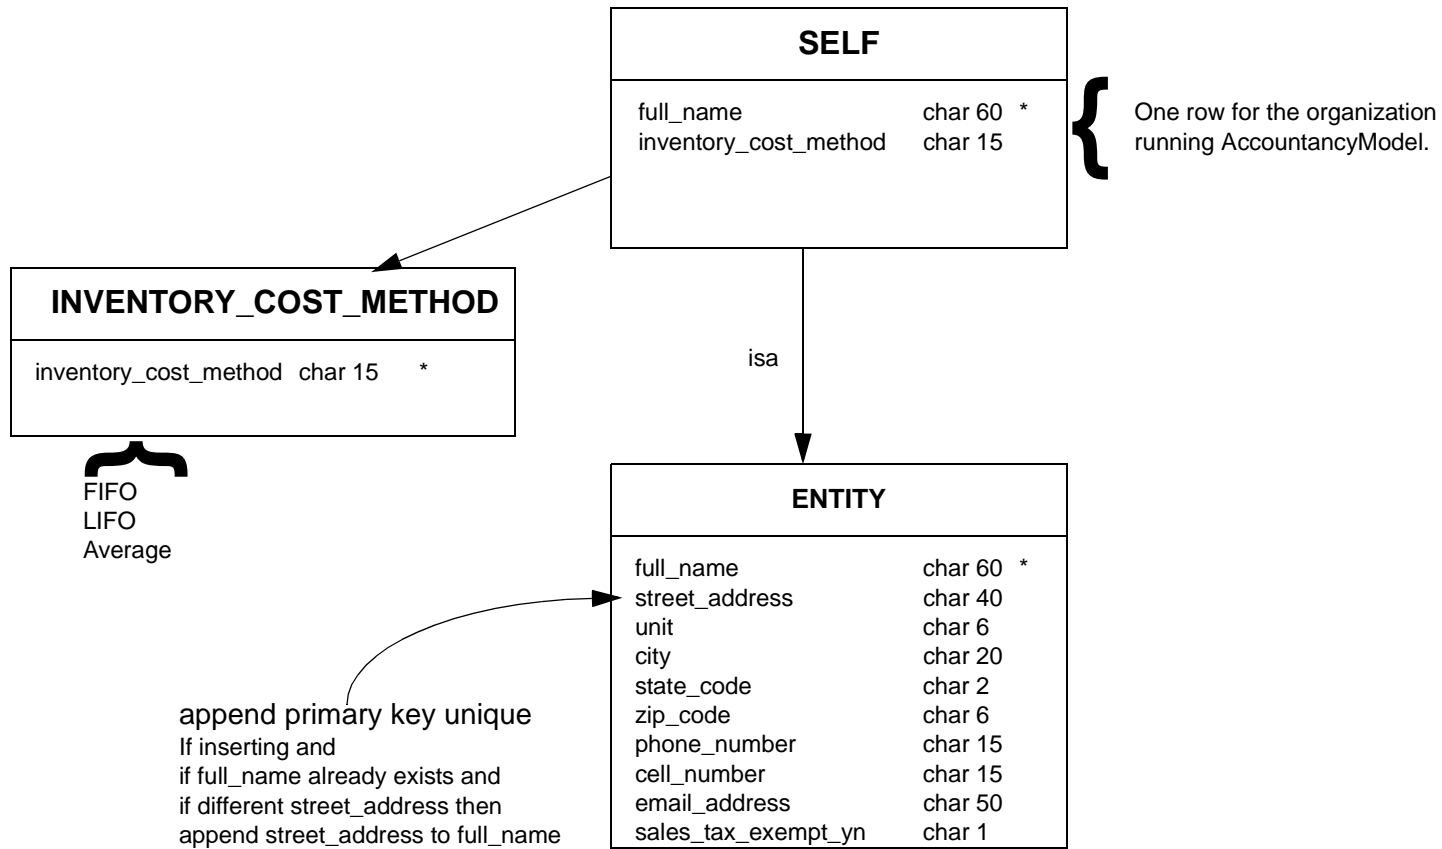 SELF
full_name char 60 *
inventory_cost_method char 15
One row for the organization
running AccountancyModel.
INVENTORY_COST_METHOD
inventory_cost_method char 15 *
FIFO
LIFO
Average
isa
ENTITY
full_name char 60 *
street_address char 40
unit char 6
city char 20
state_code char 2
zip_code char 6
phone_number char 15
cell_number char 15
email_address char 50
sales_tax_exempt_yn char 1
append primary key unique
If inserting and
if full_name already exists and
if different street_address then
append street_address to full_name